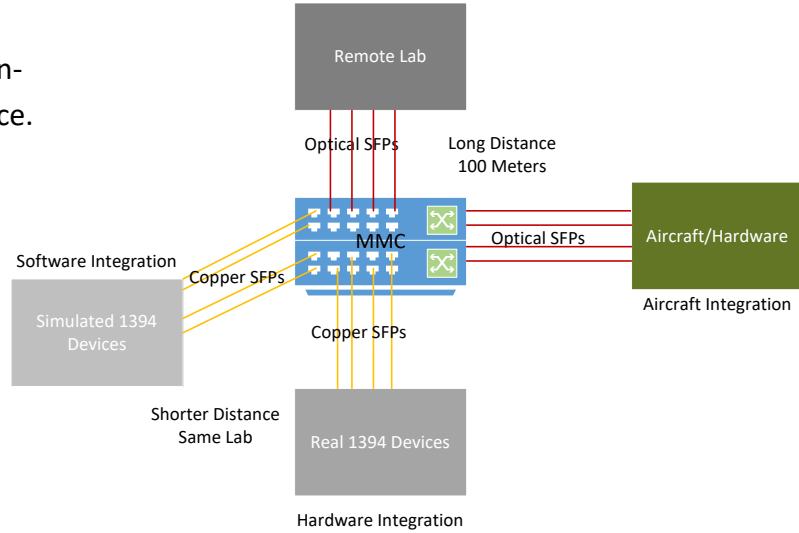 n-
ce.
Remote Lab
Optical SFPs
Long Distance
100 Meters
MMC
Optical SFPs
Aircraft/Hardware
Aircraft Integration
Software Integration
Copper SFPs
Simulated 1394
Devices
Copper SFPs
Shorter Distance
Same Lab
Real 1394 Devices
Hardware Integration